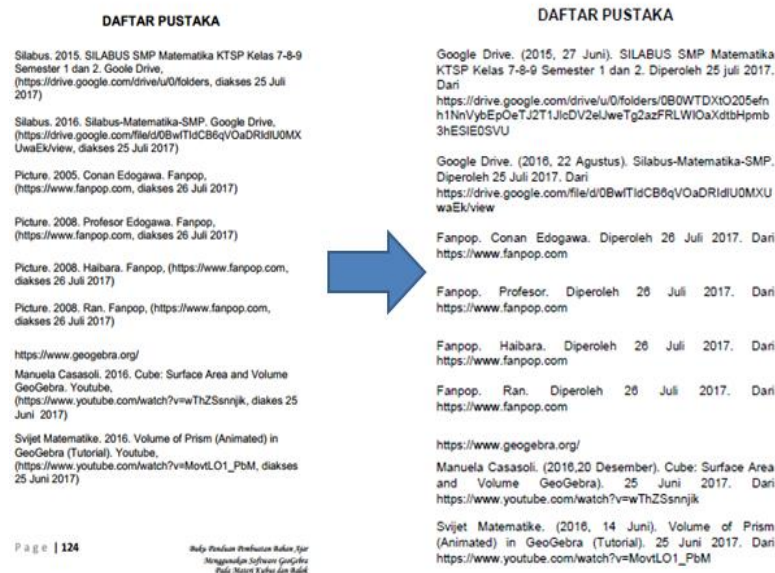 DAFTAR PUSTAKA
Silabus. 2015. SILABUS SMP Matematika KTSP Kelas 7-8-9
Semester 1 dan 2. Goole Drive,
(https://drive.google.com/drive/u/0/folders, diakses 25 Juli
2017)
Silabus. 2016. Silabus-Matematika-SMP. Google Drive,
(https://drive.google.com/file/d/0BwITIdCB6qVOaDRIdlU0MX
UwaEk/view, diakses 25 Juli 2017)
Picture. 2005. Conan Edogawa. Fanpop,
(https://www.fanpop.com, diakses 26 Juli 2017)
Picture. 2008. Profesor Edogawa. Fanpop,
(https://www.fanpop.com, diakses 26 Juli 2017)
Picture. 2008. Haibara. Fanpop, (https://www.fanpop.com,
diakses 26 Juli 2017)
Picture. 2008. Ran. Fanpop, (https://www.fanpop.com,
diakses 26 Juli 2017)
https://www.geogebra.org/
Manuela Casasoli. 2016. Cube: Surface Area and Volume
GeoGebra. Youtube,
(https://www.youtube.com/watch?v=wThZSsnnjik, diakes 25
Juni 2017)
Svijet Matematike. 2016. Volume of Prism (Animated) in
GeoGebra (Tutorial). Youtube,
(https://www.youtube.com/watch?v=MovtLO1_PbM, diakses
25 Juni 2017)
Page | 124
Buku Panduan Pembuatan Bahan Ajar
Menggunakan Software GeoGebra
Pada Materi Kubus dan Balok
DAFTAR PUSTAKA
Google Drive. (2015, 27 Juni). SILABUS SMP Matematika
KTSP Kelas 7-8-9 Semester 1 dan 2. Diperoleh 25 juli 2017.
Dari
https://drive.google.com/drive/u/0/folders/0B0WTDXtO205efn
h1NnVybEpOeTJ2T1JlcDV2elJweTg2azFRLWIOaXdtbHpmb
3hESlE0SVU
Google Drive. (2016, 22 Agustus). Silabus-Matematika-SMP.
Diperoleh 25 Juli 2017. Dari
https://drive.google.com/file/d/0BwITIdCB6qVOaDRIdlU0MXU
waEk/view
Fanpop. Conan Edogawa. Diperoleh 26 Juli 2017. Dari
https://www.fanpop.com
Fanpop. Profesor. Diperoleh 26 Juli 2017. Dari
https://www.fanpop.com
Fanpop. Haibara. Diperoleh 26 Juli 2017. Dari
https://www.fanpop.com
Fanpop. Ran. Diperoleh 26 Juli 2017. Dari
https://www.fanpop.com
https://www.geogebra.org/
Manuela Casasoli. (2016,20 Desember). Cube: Surface Area
and Volume GeoGebra). 25 Juni 2017. Dari
https://www.youtube.com/watch?v=wThZSsnnjik
Svijet Matematike. (2016, 14 Juni). Volume of Prism
(Animated) in GeoGebra (Tutorial). 25 Juni 2017. Dari
https://www.youtube.com/watch?v=MovtLO1_PbM